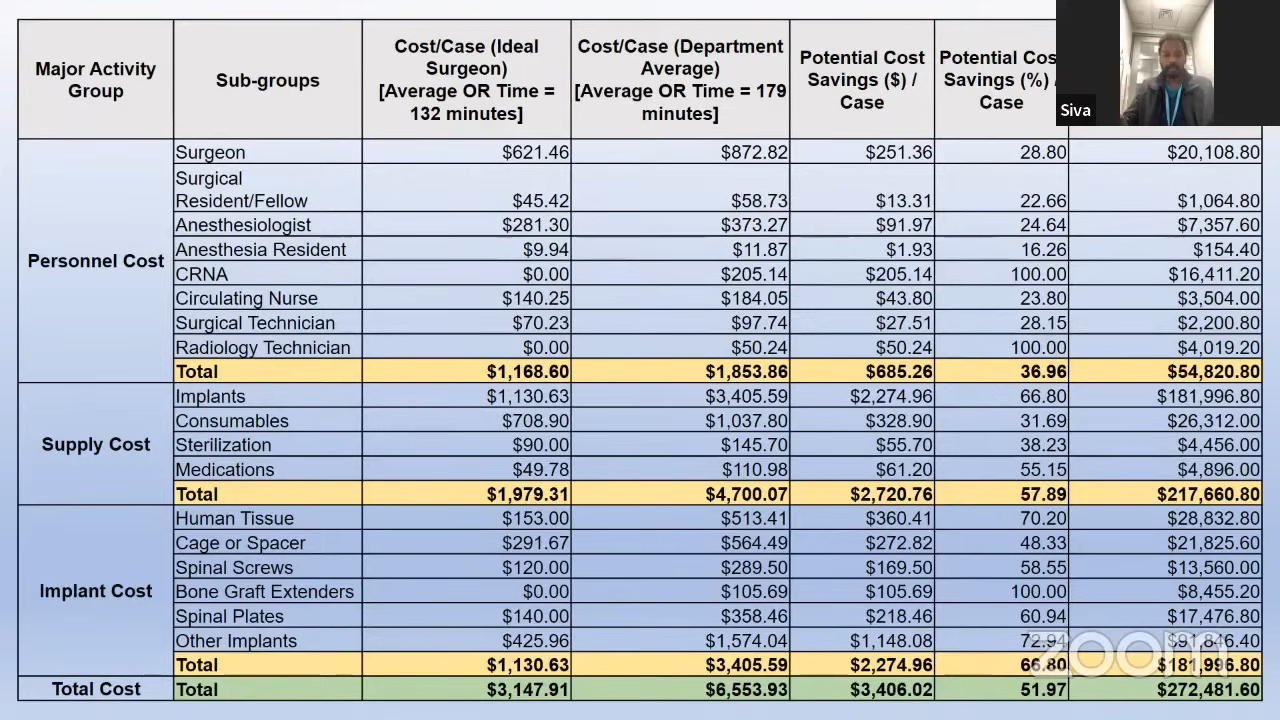 Major Activity Group
Sub-groups
Cost/Case (Ideal Surgeon) [Average OR Time = 132 minutes]
Cost/Case (Department Average) [Average OR Time = 179 minutes]
Potential Cost Savings ($) / Case
Potential Savings (%) Case
Siva
Personnel Cost
Surgeon $621.46 $872.82 $251.36 28.80 $20,108.80
Surgical Resident/Fellow $45.42 $58.73 $13.31 22.66 $1,064.80
Anesthesiologist $281.30 $373.27 $91.97 24.64 $7,357.60
Anesthesia Resident $9.94 $11.87 $1.93 16.26 $154.40
CRNA $0.00 $205.14 $205.14 100.00 $16,411.20
Circulating Nurse $140.25 $184.05 $43.80 23.80 $3,504.00
Surgical Technician $70.23 $97.74 $27.51 28.15 $2,200.80
Radiology Technician $0.00 $50.24 $50.24 100.00 $4,019.20
Total $1,168.60 $1,853.86 $685.26 36.96 $54,820.80
Supply Cost
Implants $1,130.63 $3,405.59 $2,274.96 66.80 $181,996.80
Consumables $708.90 $1,037.80 $328.90 31.69 $26,312.00
Sterilization $90.00 $145.70 $55.70 38.23 $4,456.00
Medications $49.78 $110.98 $61.20 55.15 $4,896.00
Total $1,979.31 $4,700.07 $2,720.76 57.89 $217,660.80
Implant Cost
Human Tissue $153.00 $513.41 $360.41 70.20 $28,832.80
Cage or Spacer $291.67 $564.49 $272.82 48.33 $21,825.60
Spinal Screws $120.00 $289.50 $169.50 58.55 $13,560.00
Bone Graft Extenders $0.00 $105.69 $105.69 100.00 $8,455.20
Spinal Plates $140.00 $358.46 $218.46 60.94 $17,476.80
Other Implants $425.96 $1,574.04 $1,148.08 72.94 $91,846.40
Total $1,130.63 $3,405.59 $2,274.96 66.80 $181,996.80
zoom
Total Cost Total $3,147.91 $6,553.93 $3,406.02 51.97 $272,481.60